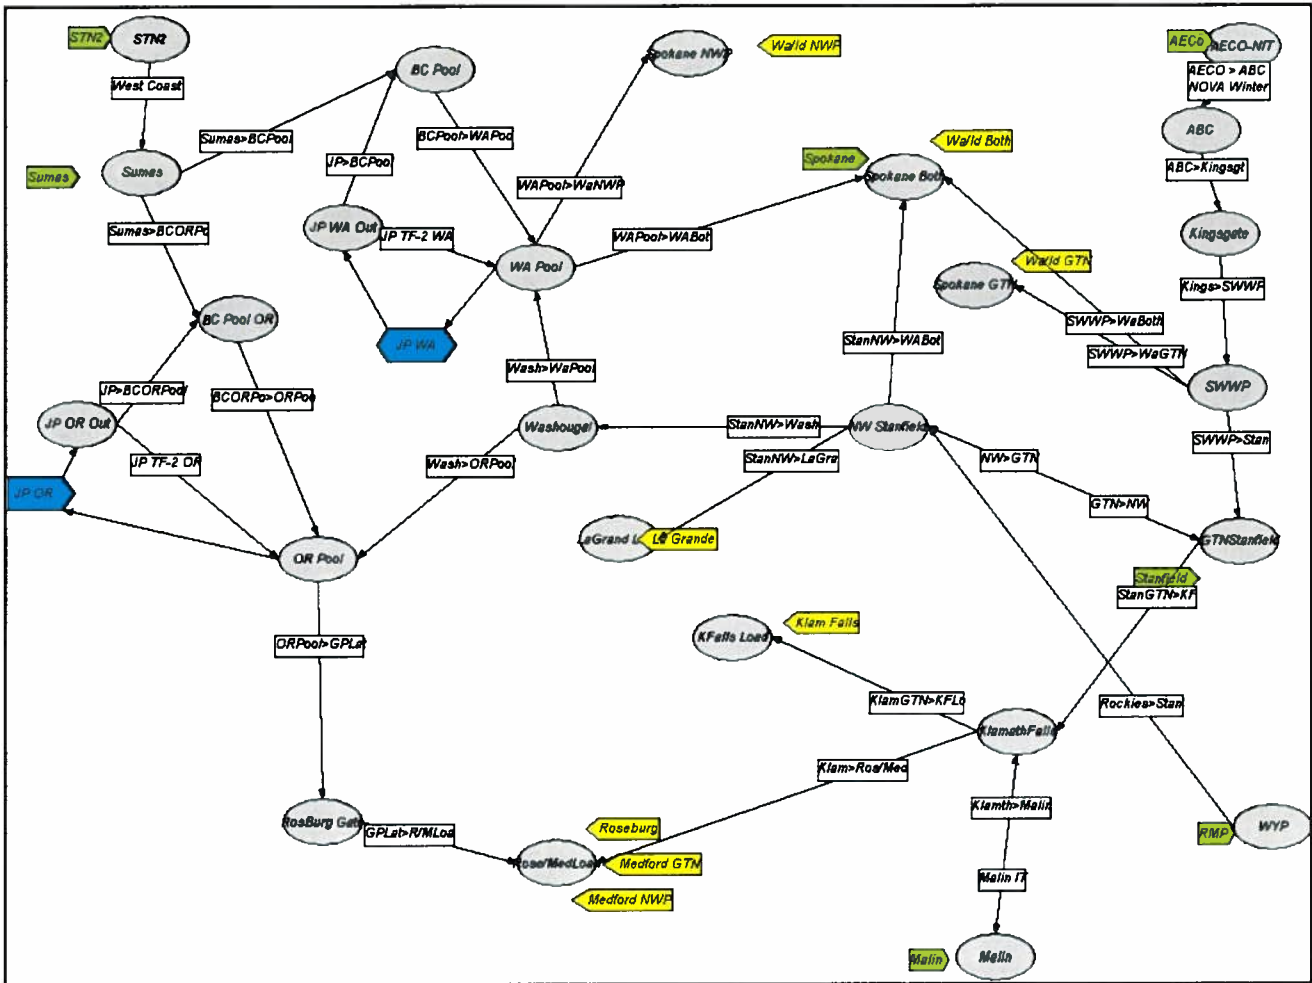 STN2
STN2
West Coast
BC Pool
Spokane NWP
Wa/Id NWP
AECO
AECO-NIT
AECO > ABC
NOVA Winter
ABC
Sumas>BCPool
BCPool>WAPoo
JP>BCPool
Wa/Id Both
Spokane
Spokane Both
Sumas
Sumas
ABC>Kingsgt
WAPool>WaNWP
JP WA Out
JP TF-2 WA
Sumas>BCORPo
WAPool>WABot
Kingsgate
WA Pool
Wa/Id GTN
Spokane GTN
Kings>SWWP
BC Pool OR
SWWP>WaBoth
StanNW>WABot
JP WA
SWWP>WaGTN
Wash>WaPool
SWWP
JP>BCORPool
BCORPo>ORPoo
JP OR Out
Washougal
StanNW>Wash
NW Stanfield
SWWP>Stan
JP TF-2 OR
Wash>ORPool
StanNW>LaGra
NW>GTN
JP OR
GTN>NW
LaGrand L
La Grande
GTNStanfield
OR Pool
Stanfield
StanGTN>KF
ORPool>GPLat
KFalls Load
Klam Falls
KlamGTN>KFLo
Rockies>Stan
KlamathFalls
Klam>Ros/Med
Klamth>Malin
RosBurg Gate
GPLat>R/MLoa
Roseburg
RMP
WYP
Rose/MedLoa
Medford GTN
Malin IT
Medford NWP
Malin
Malin